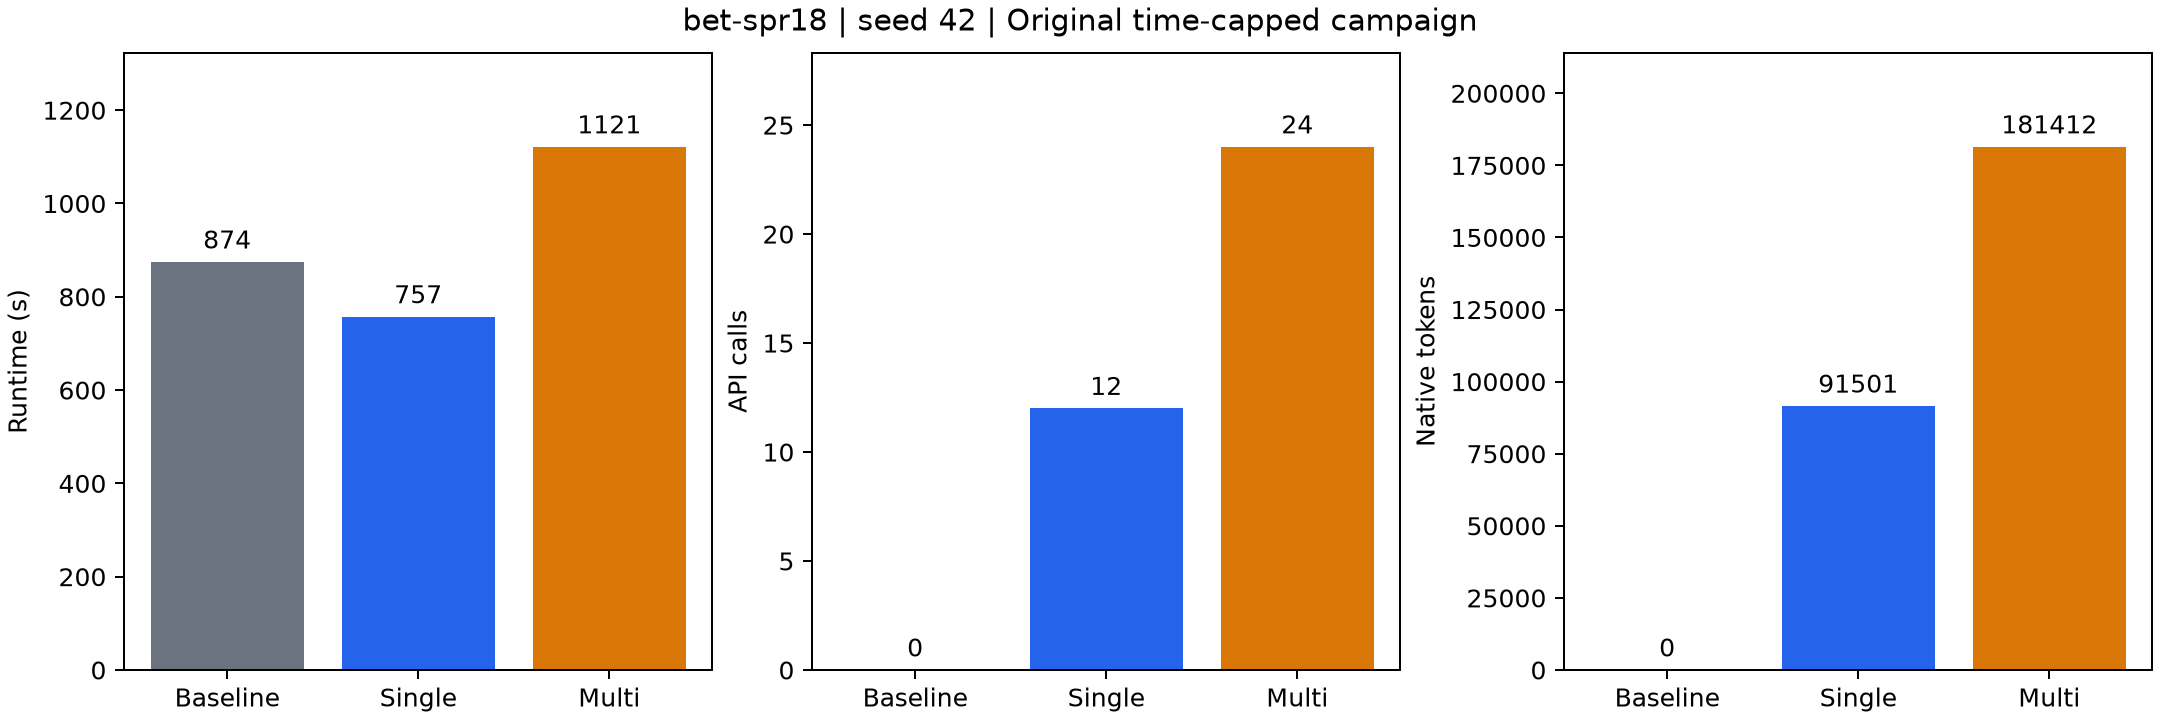 bet-spr18 | seed 42 | Original time-capped campaign
Runtime (s)
1200
1000
800
600
400
200
0
874
757
1121
Baseline
Single
Multi
API calls
25
20
15
10
5
0
0
12
24
Baseline
Single
Multi
Native tokens
200000
175000
150000
125000
100000
75000
50000
25000
0
0
91501
181412
Baseline
Single
Multi